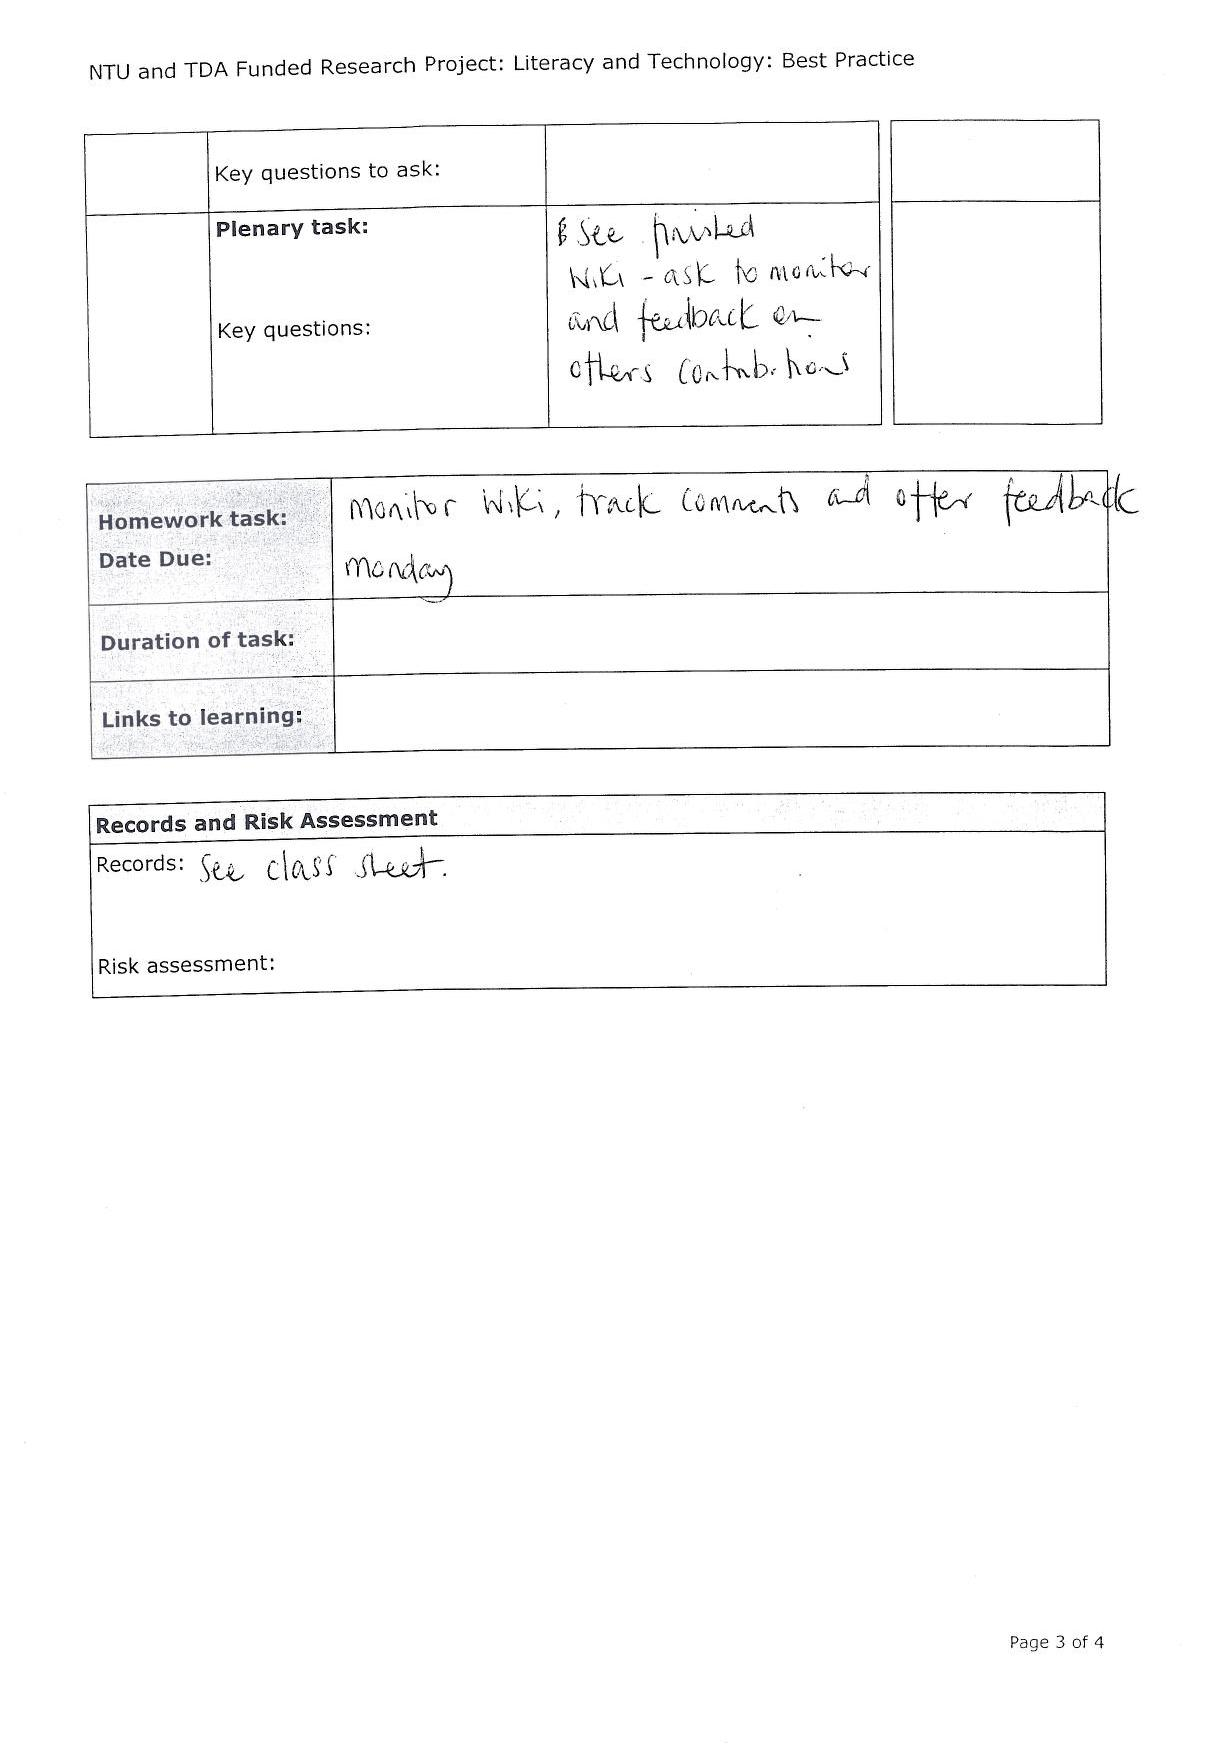 NTU and TDA Funded Research Project: Literacy and Technology: Best Practice
Key questions to ask:
Plenary task:
See finished
Wiki - ask to monitor
and feedback on
Key questions:
others contributions
Homework task:
monitor Wiki, track comments and offer feedback
Date Due:
monday
Duration of task:
Links to learning:
Records and Risk Assessment
Records: See class sheet.
Risk assessment:
Page 3 of 4